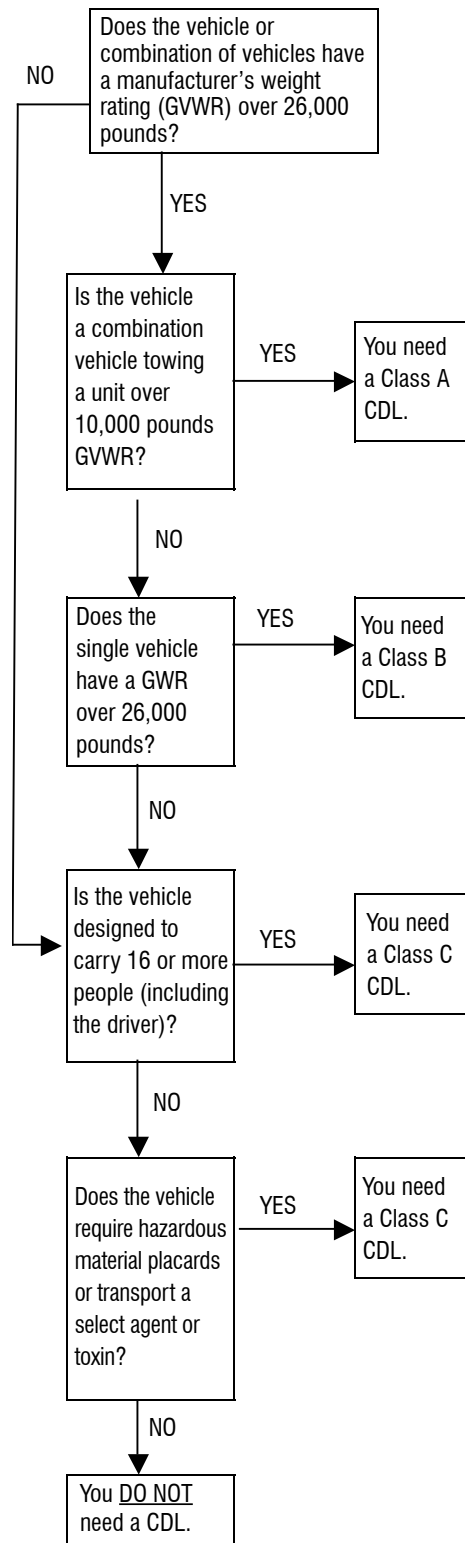 Does the vehicle or
combination of vehicles have
a manufacturer's weight
rating (GVWR) over 26,000
pounds?
NO
YES
Is the vehicle
a combination
vehicle towing
a unit over
10,000 pounds
GVWR?
YES
You need
a Class A
CDL.
NO
Does the
single vehicle
have a GWR
over 26,000
pounds?
YES
You need
a Class B
CDL.
NO
Is the vehicle
designed to
carry 16 or more
people (including
the driver)?
YES
You need
a Class C
CDL.
NO
Does the vehicle
require hazardous
material placards
or transport a
select agent or
toxin?
YES
You need
a Class C
CDL.
NO
You DO NOT
need a CDL.